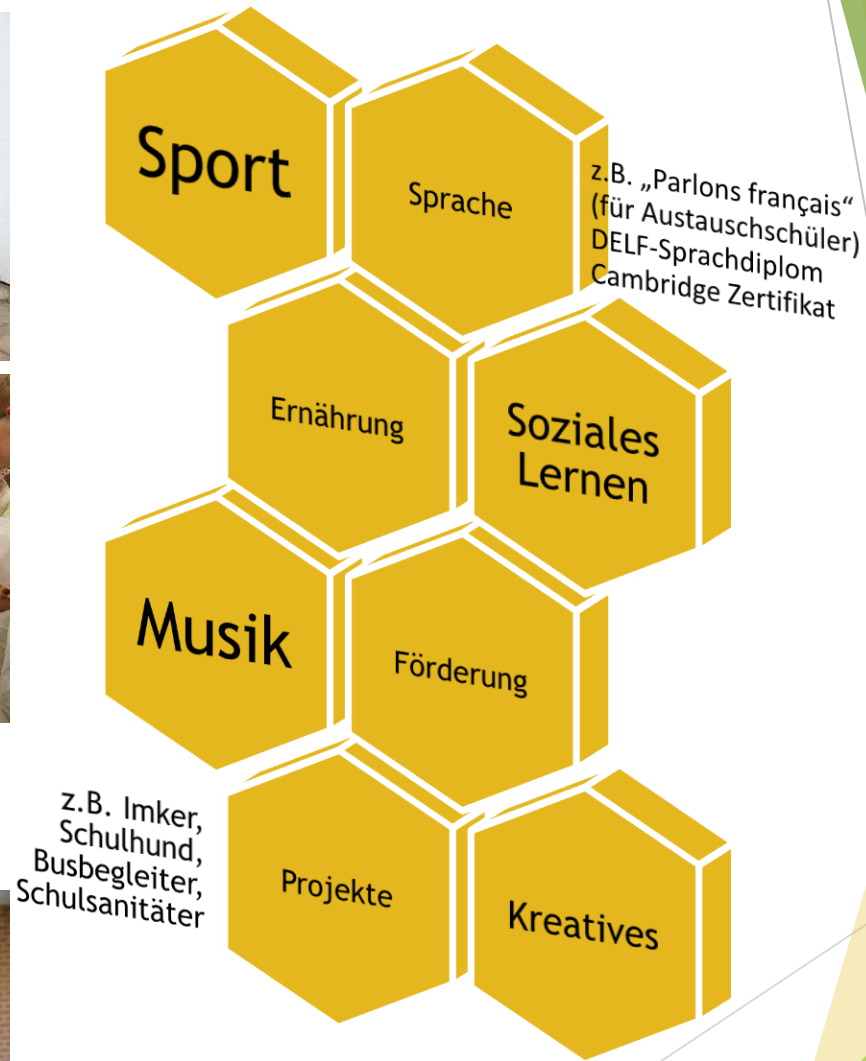 Sport
Sprache
z.B. „Parlons français“
(für Austauschschüler)
DELF-Sprachdiplom
Cambridge Zertifikat
Ernährung
Soziales
Lernen
Musik
Förderung
z.B. Imker,
Schulhund,
Busbegleiter,
Schulsanitäter
Projekte
Kreatives